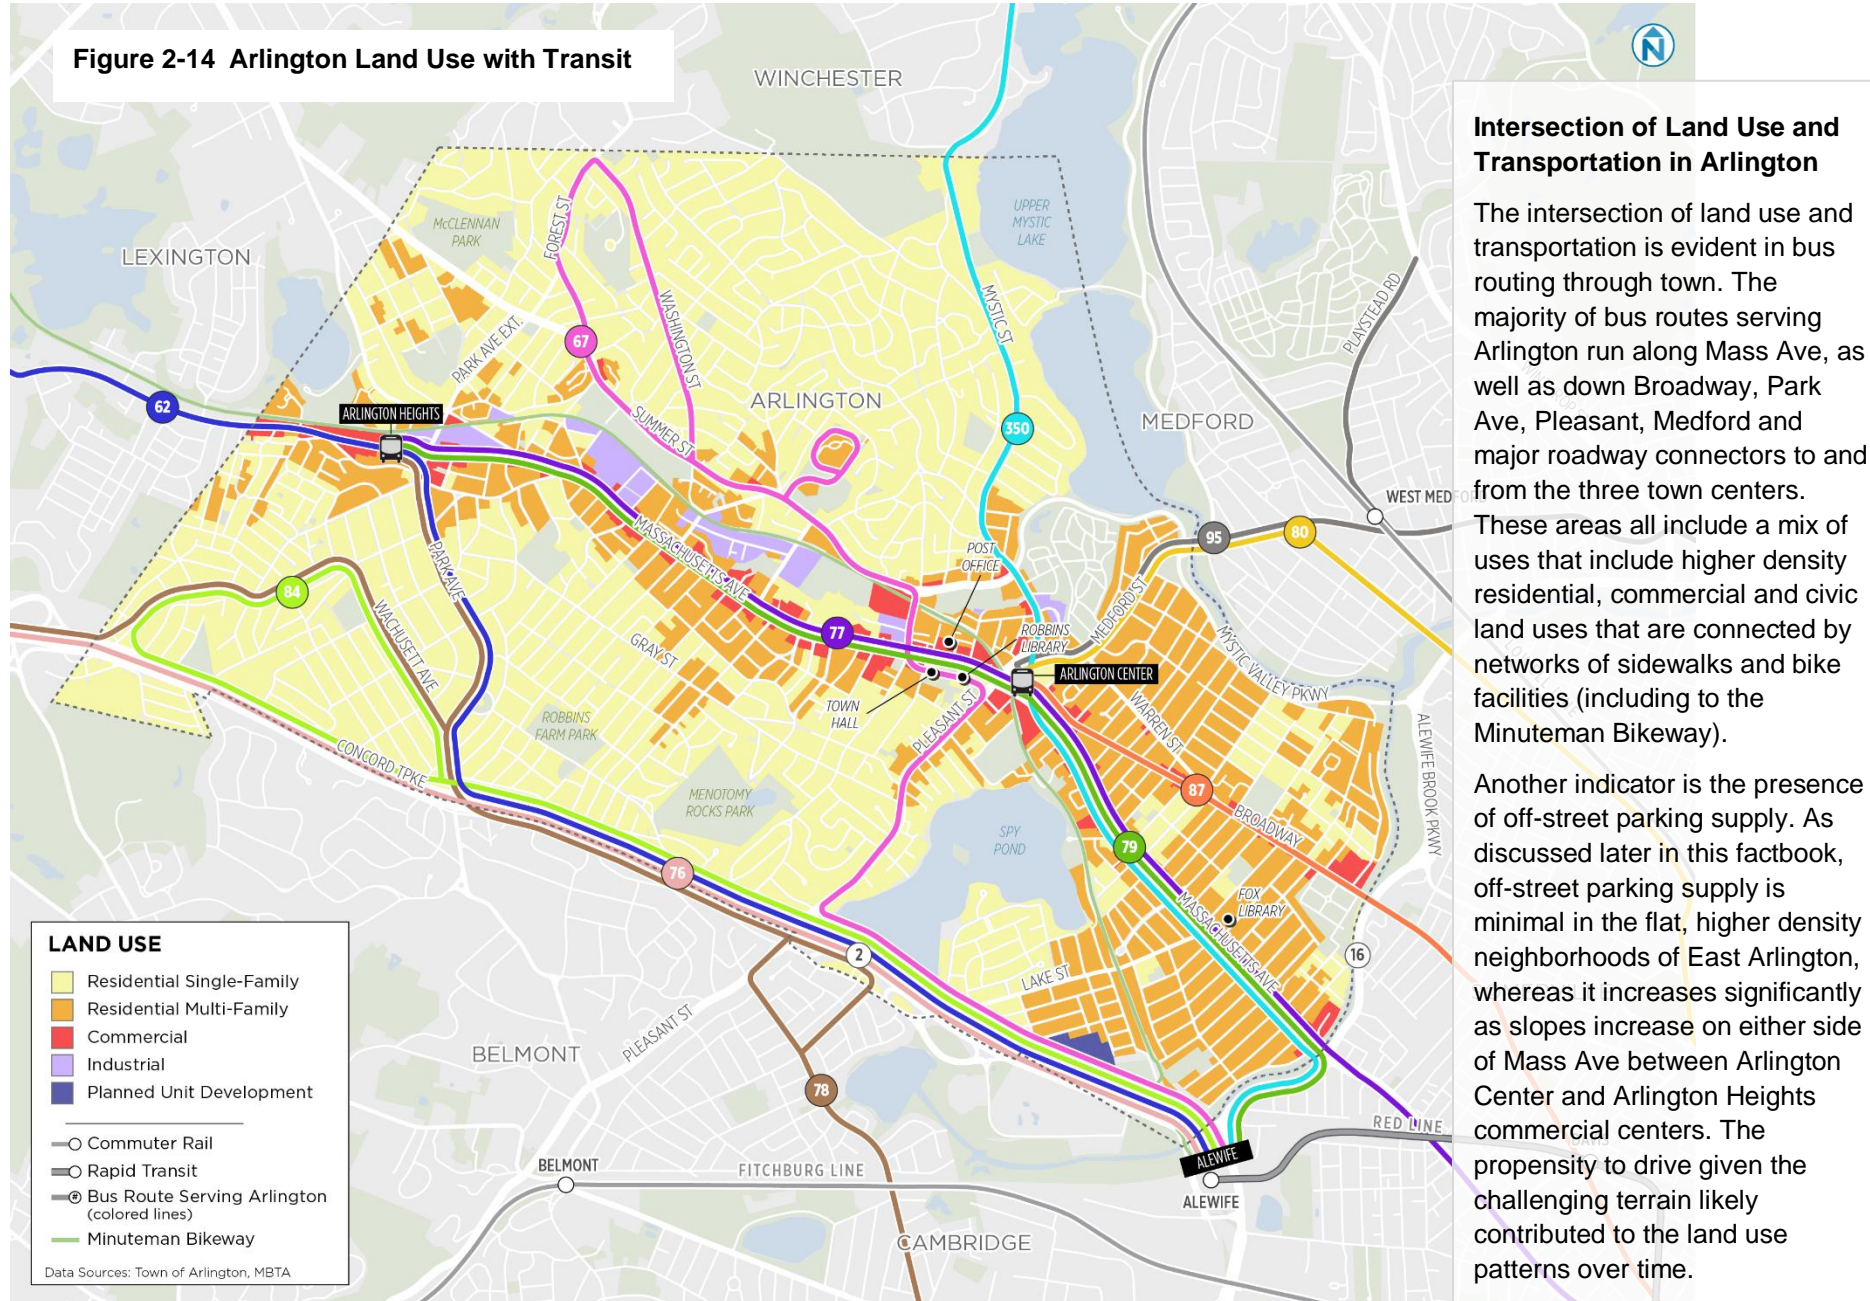 Figure 2-14 Arlington Land Use with Transit
N
WINCHESTER
LEXINGTON
McCLENNAN
PARK
FOREST ST
UPPER
MYSTIC
LAKE
WASHINGTON ST
MYSTIC ST
PARK AVE EXT.
67
62
ARLINGTON HEIGHTS
SUMMER ST
ARLINGTON
350
MEDFORD
PLAYSTEAD RD
WEST MEDFORD
PARK AVE
MASSACHUSETTS AVE
84
WACHUSETT AVE
POST
OFFICE
95
80
MEDFORD ST
77
ROBBINS
LIBRARY
GRAY ST
ARLINGTON CENTER
MYSTIC VALLEY PKWY
TOWN
HALL
PLEASANT ST
WARREN ST
ROBBINS
FARM PARK
CONCORD TPKE
MENOTOMY
ROCKS PARK
ALEWIFE BROOK PKWY
87
BROADWAY
SPY
POND
79
76
FOX
LIBRARY
MASSACHUSETTS AVE
2
16
LAKE ST
PLEASANT ST
BELMONT
78
RED LINE
DAVIS
ALEWIFE
ALEWIFE
BELMONT
FITCHBURG LINE
CAMBRIDGE
LAND USE
Residential Single-Family
Residential Multi-Family
Commercial
Industrial
Planned Unit Development
Commuter Rail
Rapid Transit
# Bus Route Serving Arlington
(colored lines)
Minuteman Bikeway
Data Sources: Town of Arlington, MBTA
Intersection of Land Use and
Transportation in Arlington
The intersection of land use and
transportation is evident in bus
routing through town. The
majority of bus routes serving
Arlington run along Mass Ave, as
well as down Broadway, Park
Ave, Pleasant, Medford and
major roadway connectors to and
from the three town centers.
These areas all include a mix of
uses that include higher density
residential, commercial and civic
land uses that are connected by
networks of sidewalks and bike
facilities (including to the
Minuteman Bikeway).
Another indicator is the presence
of off-street parking supply. As
discussed later in this factbook,
off-street parking supply is
minimal in the flat, higher density
neighborhoods of East Arlington,
whereas it increases significantly
as slopes increase on either side
of Mass Ave between Arlington
Center and Arlington Heights
commercial centers. The
propensity to drive given the
challenging terrain likely
contributed to the land use
patterns over time.